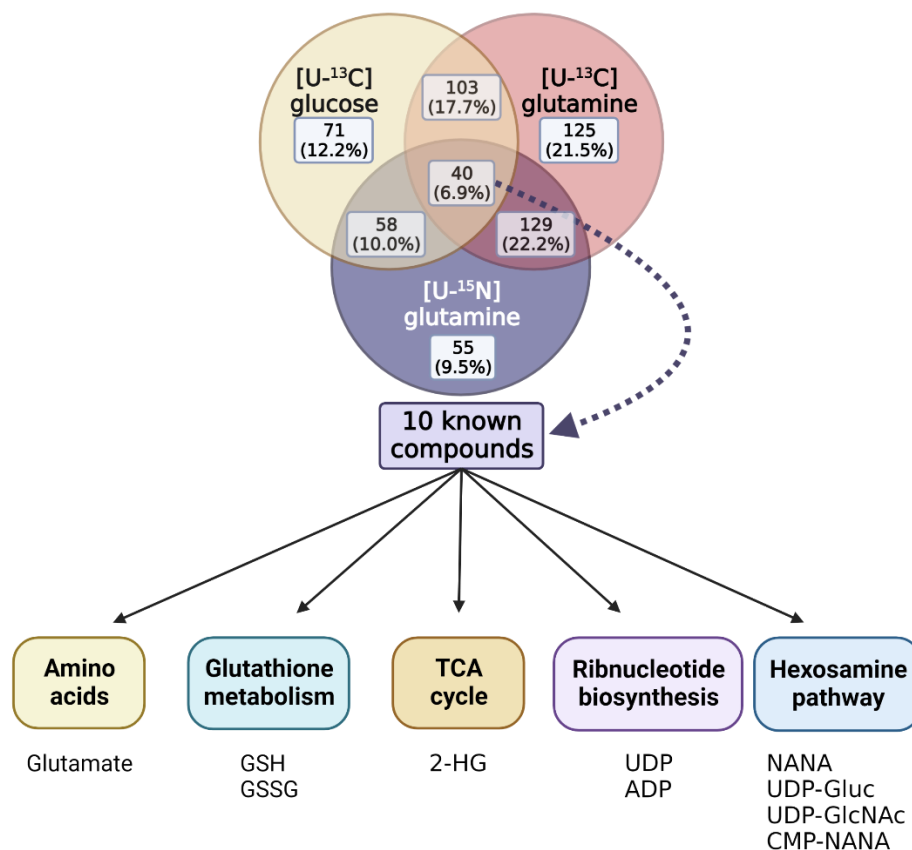 [U-¹³C]
glucose
71
(12.2%)
103
(17.7%)
[U-¹³C]
glutamine
125
(21.5%)
40
(6.9%)
58
(10.0%)
129
(22.2%)
[U-¹⁵N]
glutamine
55
(9.5%)
10 known
compounds
Amino
acids
Glutamate
Glutathione
metabolism
GSH
GSSG
TCA
cycle
2-HG
Ribnucleotide
biosynthesis
UDP
ADP
Hexosamine
pathway
NANA
UDP-Gluc
UDP-GlcNAc
CMP-NANA